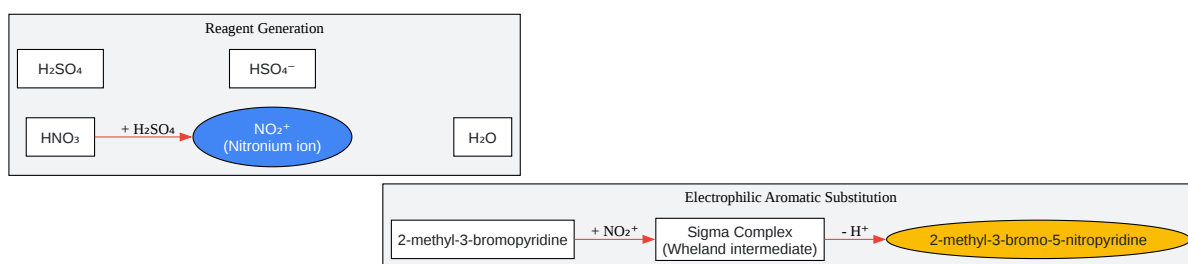 Reagent Generation
H₂SO₄
HSO₄⁻
HNO₃
+ H₂SO₄
NO₂⁺
(Nitronium ion)
H₂O
Electrophilic Aromatic Substitution
2-methyl-3-bromopyridine
+ NO₂⁺
Sigma Complex
(Wheland intermediate)
- H⁺
2-methyl-3-bromo-5-nitropyridine